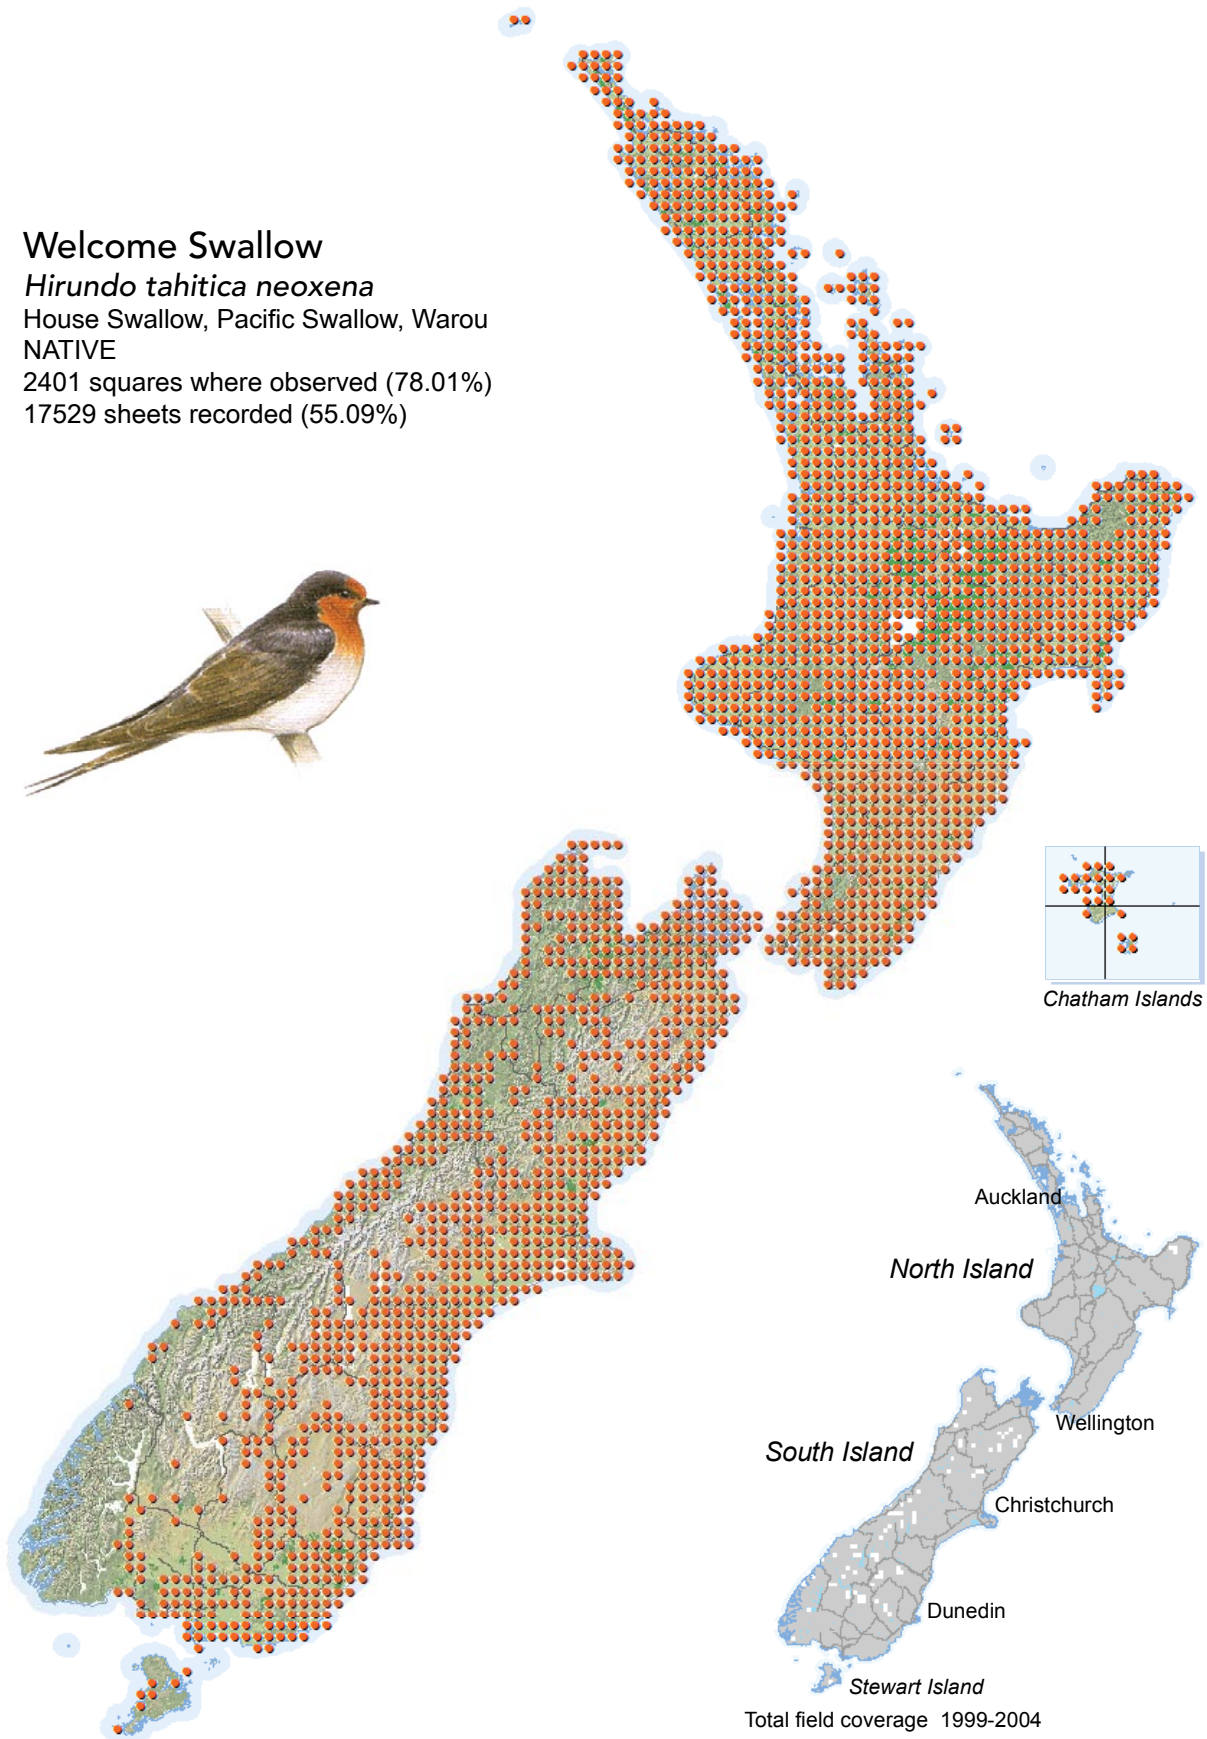 Welcome Swallow
Hirundo tahitica neoxena
House Swallow, Pacific Swallow, Warou
NATIVE
2401 squares where observed (78.01%)
17529 sheets recorded (55.09%)
Chatham Islands
Auckland
North Island
Wellington
South Island
Christchurch
Dunedin
Stewart Island
Total field coverage 1999-2004